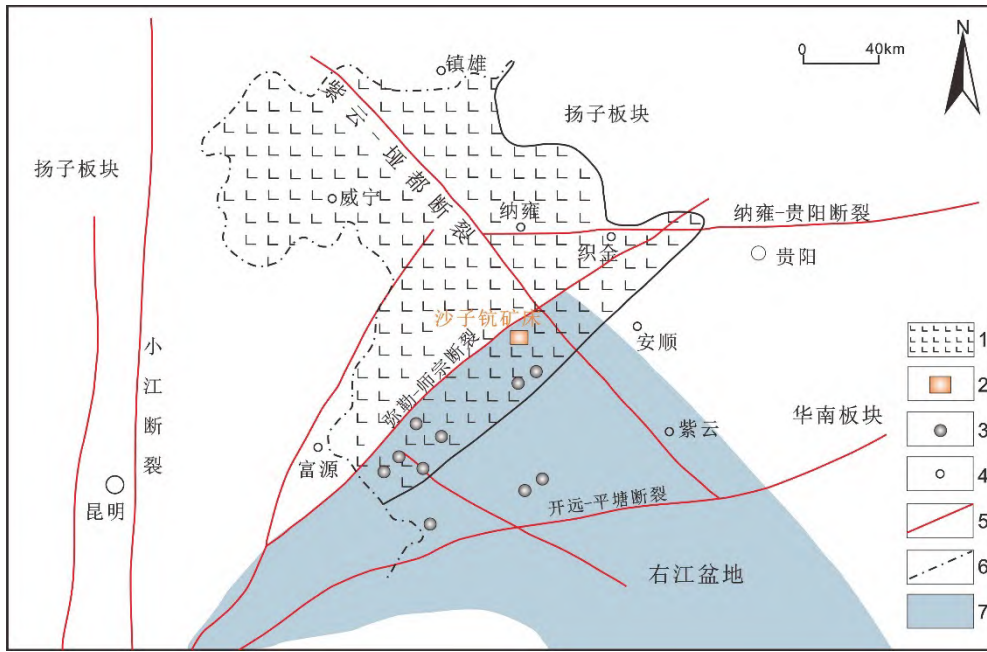 N
0 40km
镇雄
扬子板块
扬子板块
紫云-垭都断裂
威宁
纳雍
纳雍-贵阳断裂
织金
贵阳
沙子钪矿床
安顺
小江断裂
弥勒-师宗断裂
华南板块
紫云
富源
昆明
开远-平塘断裂
右江盆地
1
2
3
4
5
6
7